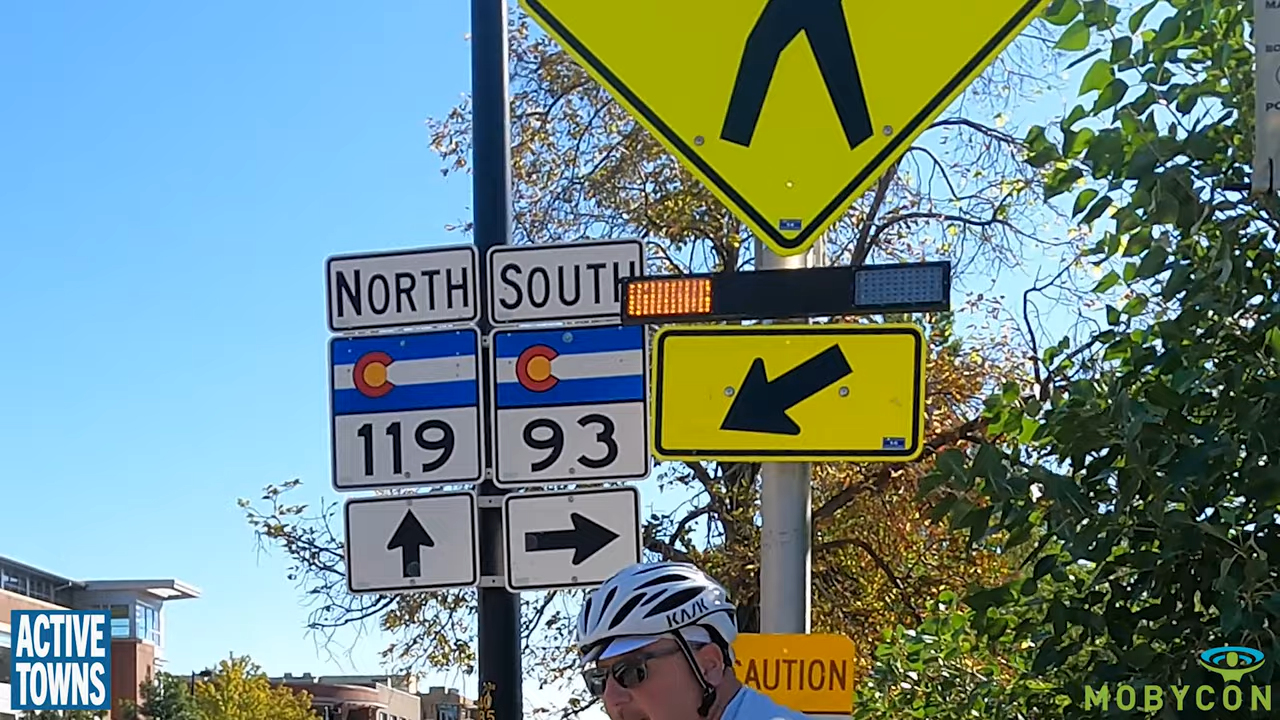 NORTH
SOUTH
119
93
KASK
CAUTION
ACTIVE
TOWNS
MOBYCON